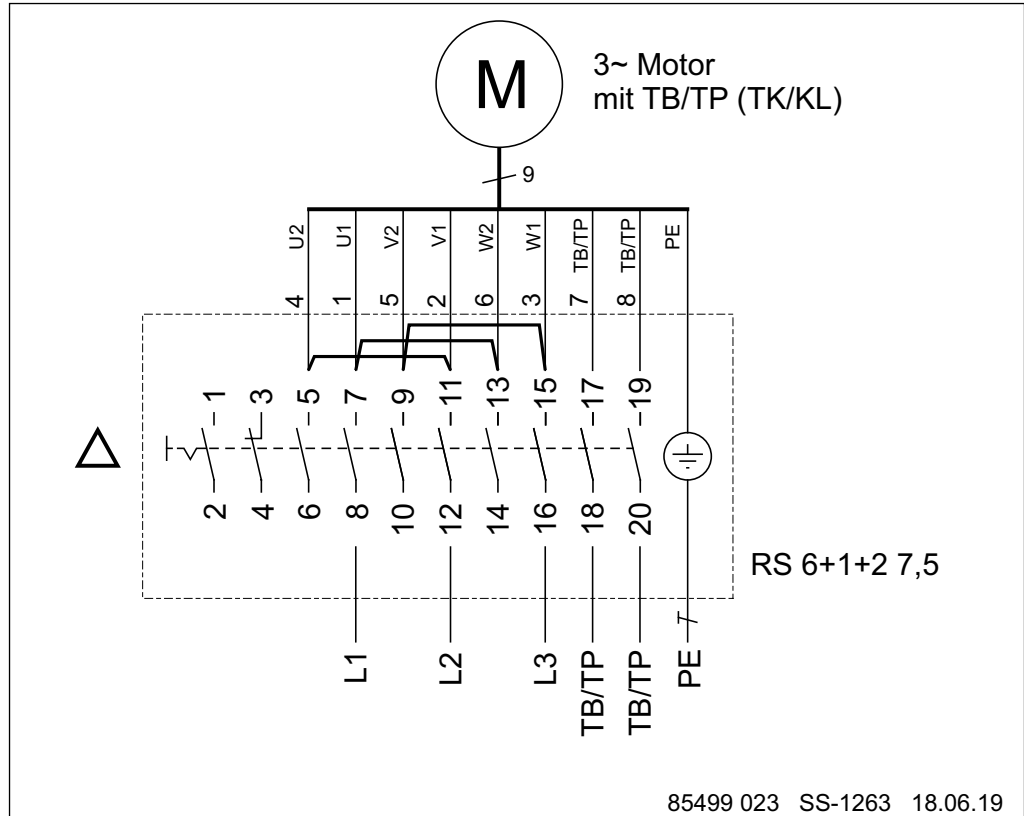 M
3~ Motor
mit TB/TP (TK/KL)
9
U2 U1 V2 V1 W2 W1 TB/TP TB/TP PE
4 1 5 2 6 3 7 8
1 3 5 7 9 11 13 15 17 19
2 4 6 8 10 12 14 16 18 20
RS 6+1+2 7,5
L1 L2 L3 TB/TP TB/TP PE
85499 023 SS-1263 18.06.19